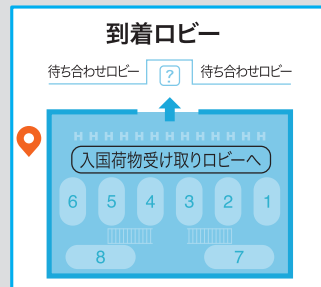 到着ロビー
待ち合わせロビー ? 待ち合わせロビー
H H H H H H H H H H H H H
入国荷物受け取りロビーへ
6 5 4 3 2 1
8 7